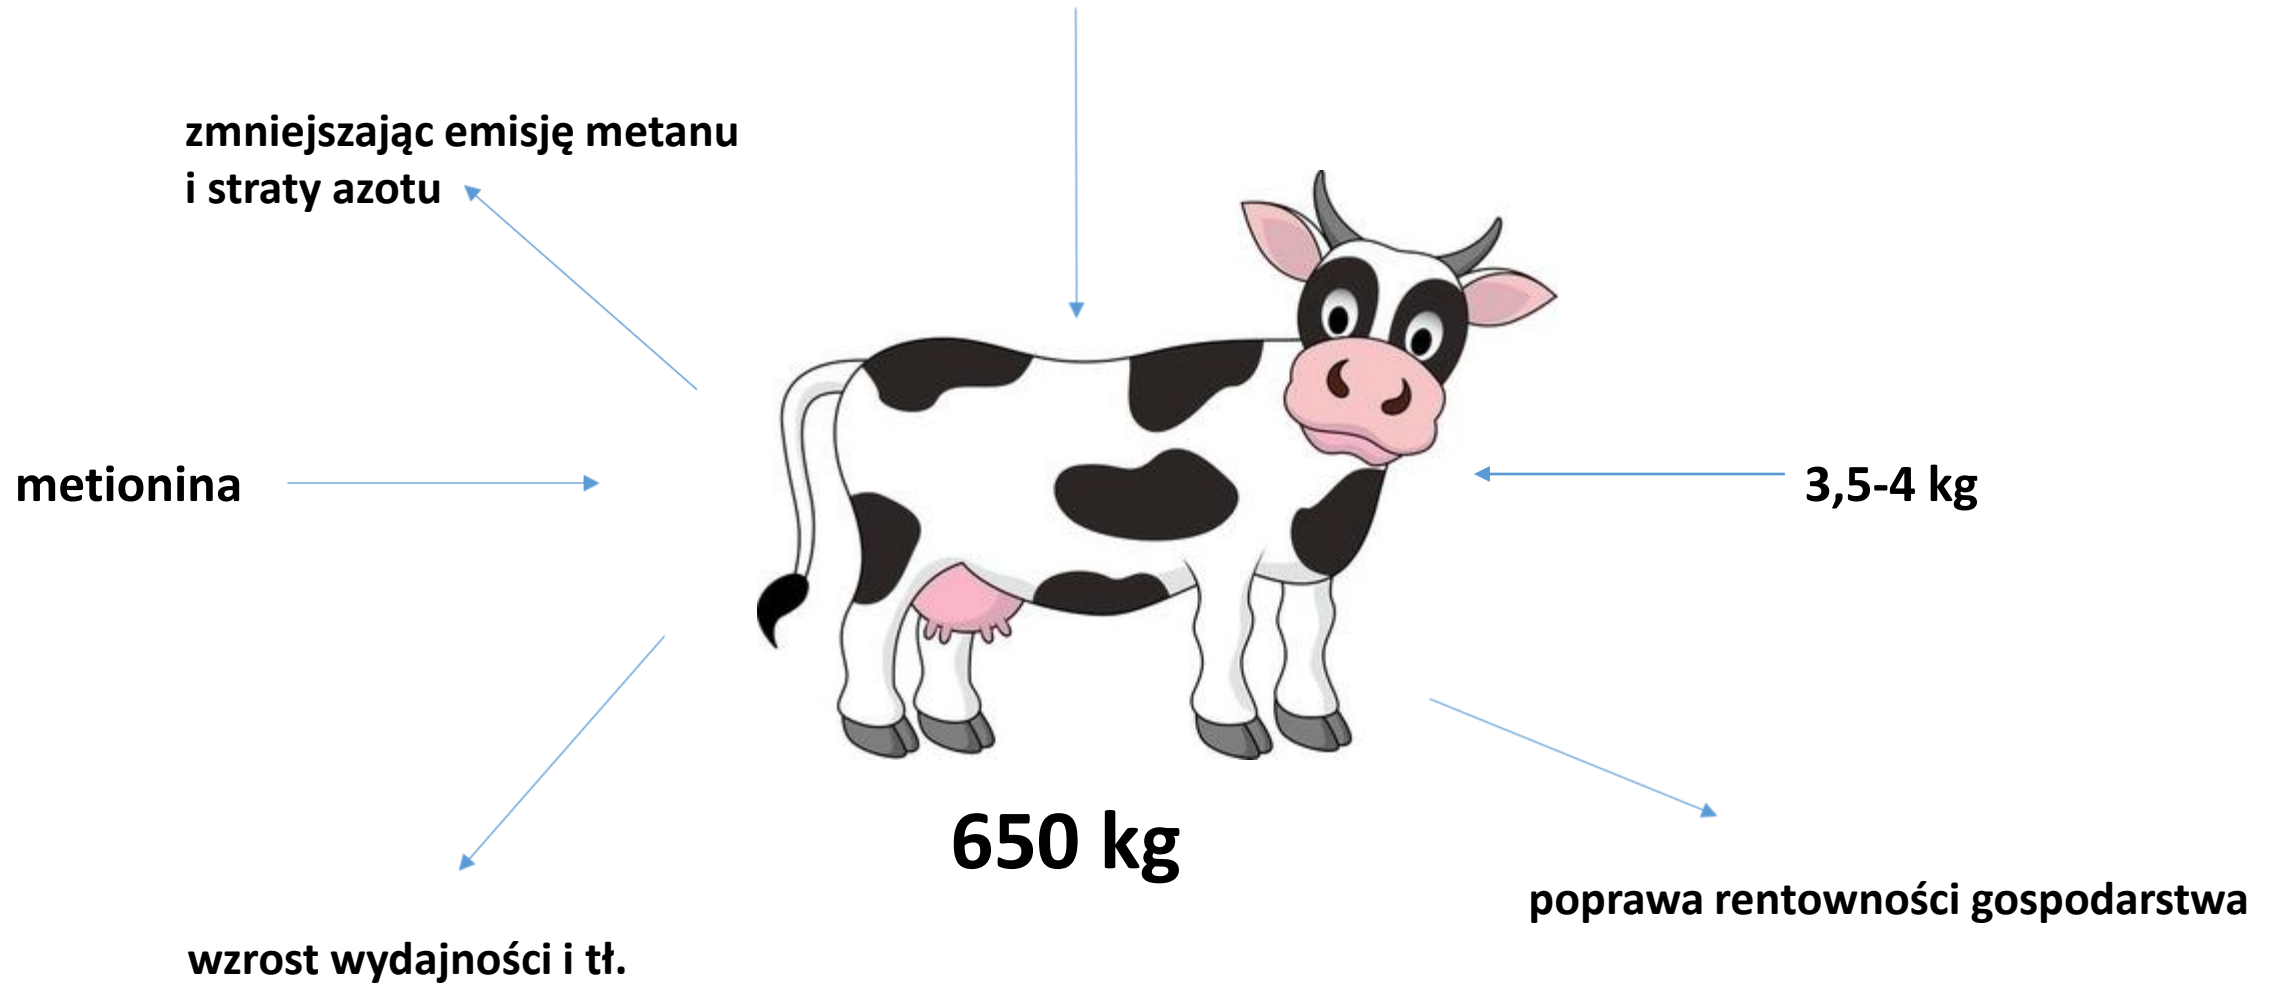 zmniejszając emisję metanu
i straty azotu
metionina
3,5-4 kg
650 kg
poprawa rentowności gospodarstwa
wzrost wydajności i tł.